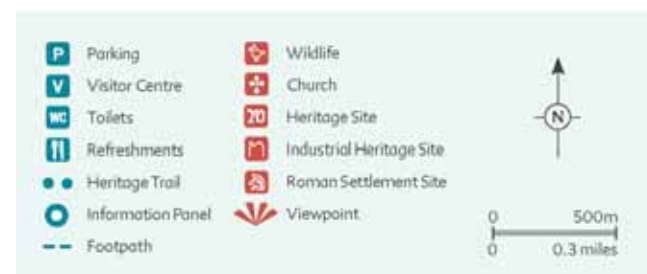 P Parking
V Visitor Centre
WC Toilets
Refreshments
Heritage Trail
Information Panel
Footpath
Wildlife
Church
Heritage Site
Industrial Heritage Site
Roman Settlement Site
Viewpoint
N
0 500m
0 0.3 miles